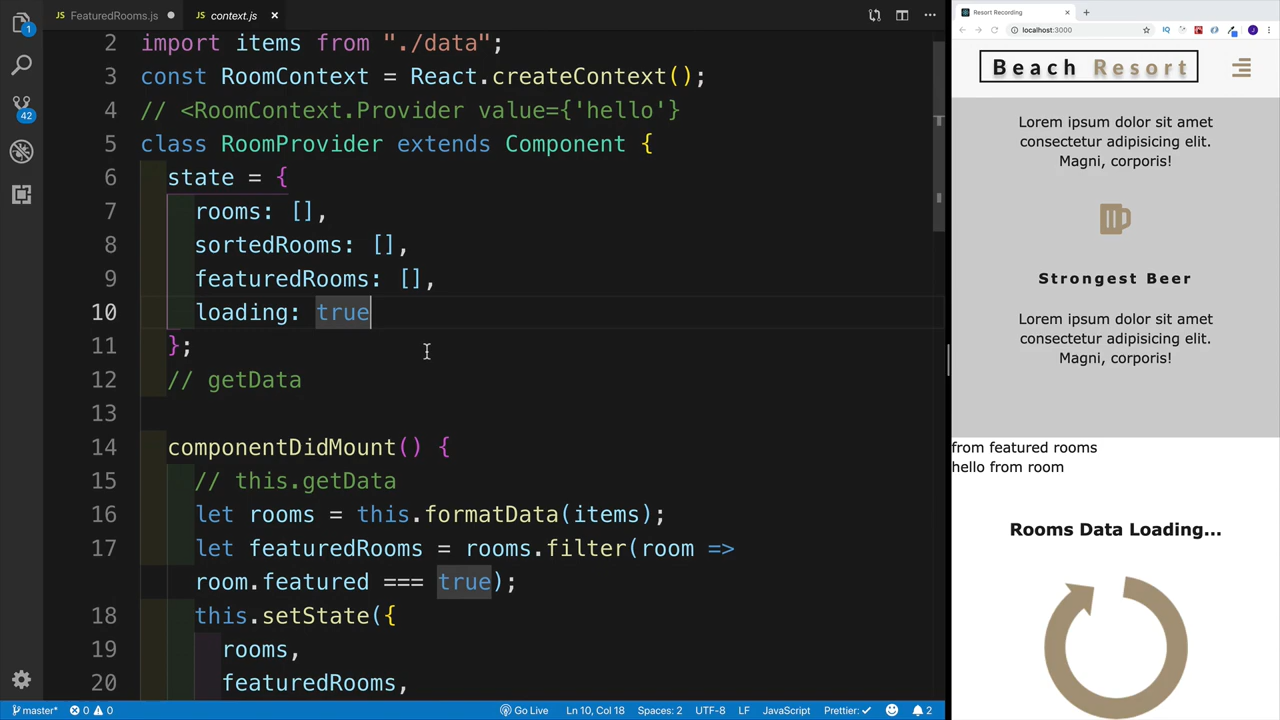 FeaturedRooms.js
context.js
2 import items from "./data";
3 const RoomContext = React.createContext();
4 // <RoomContext.Provider value={'hello'}
5 class RoomProvider extends Component {
6 state = {
7 rooms: [],
8 sortedRooms: [],
9 featuredRooms: [],
10 loading: true
11 };
12 // getData
13
14 componentDidMount() {
15 // this.getData
16 let rooms = this.formatData(items);
17 let featuredRooms = rooms.filter(room =>
room.featured === true);
18 this.setState({
19 rooms,
20 featuredRooms,
1
42
master*
0
0
Go Live
Ln 10, Col 18
Spaces: 2
UTF-8
LF
JavaScript
Prettier:
2
Resort Recording
localhost:3000
Beach Resort
Lorem ipsum dolor sit amet
consectetur adipisicing elit.
Magni, corporis!
Strongest Beer
Lorem ipsum dolor sit amet
consectetur adipisicing elit.
Magni, corporis!
from featured rooms
hello from room
Rooms Data Loading...